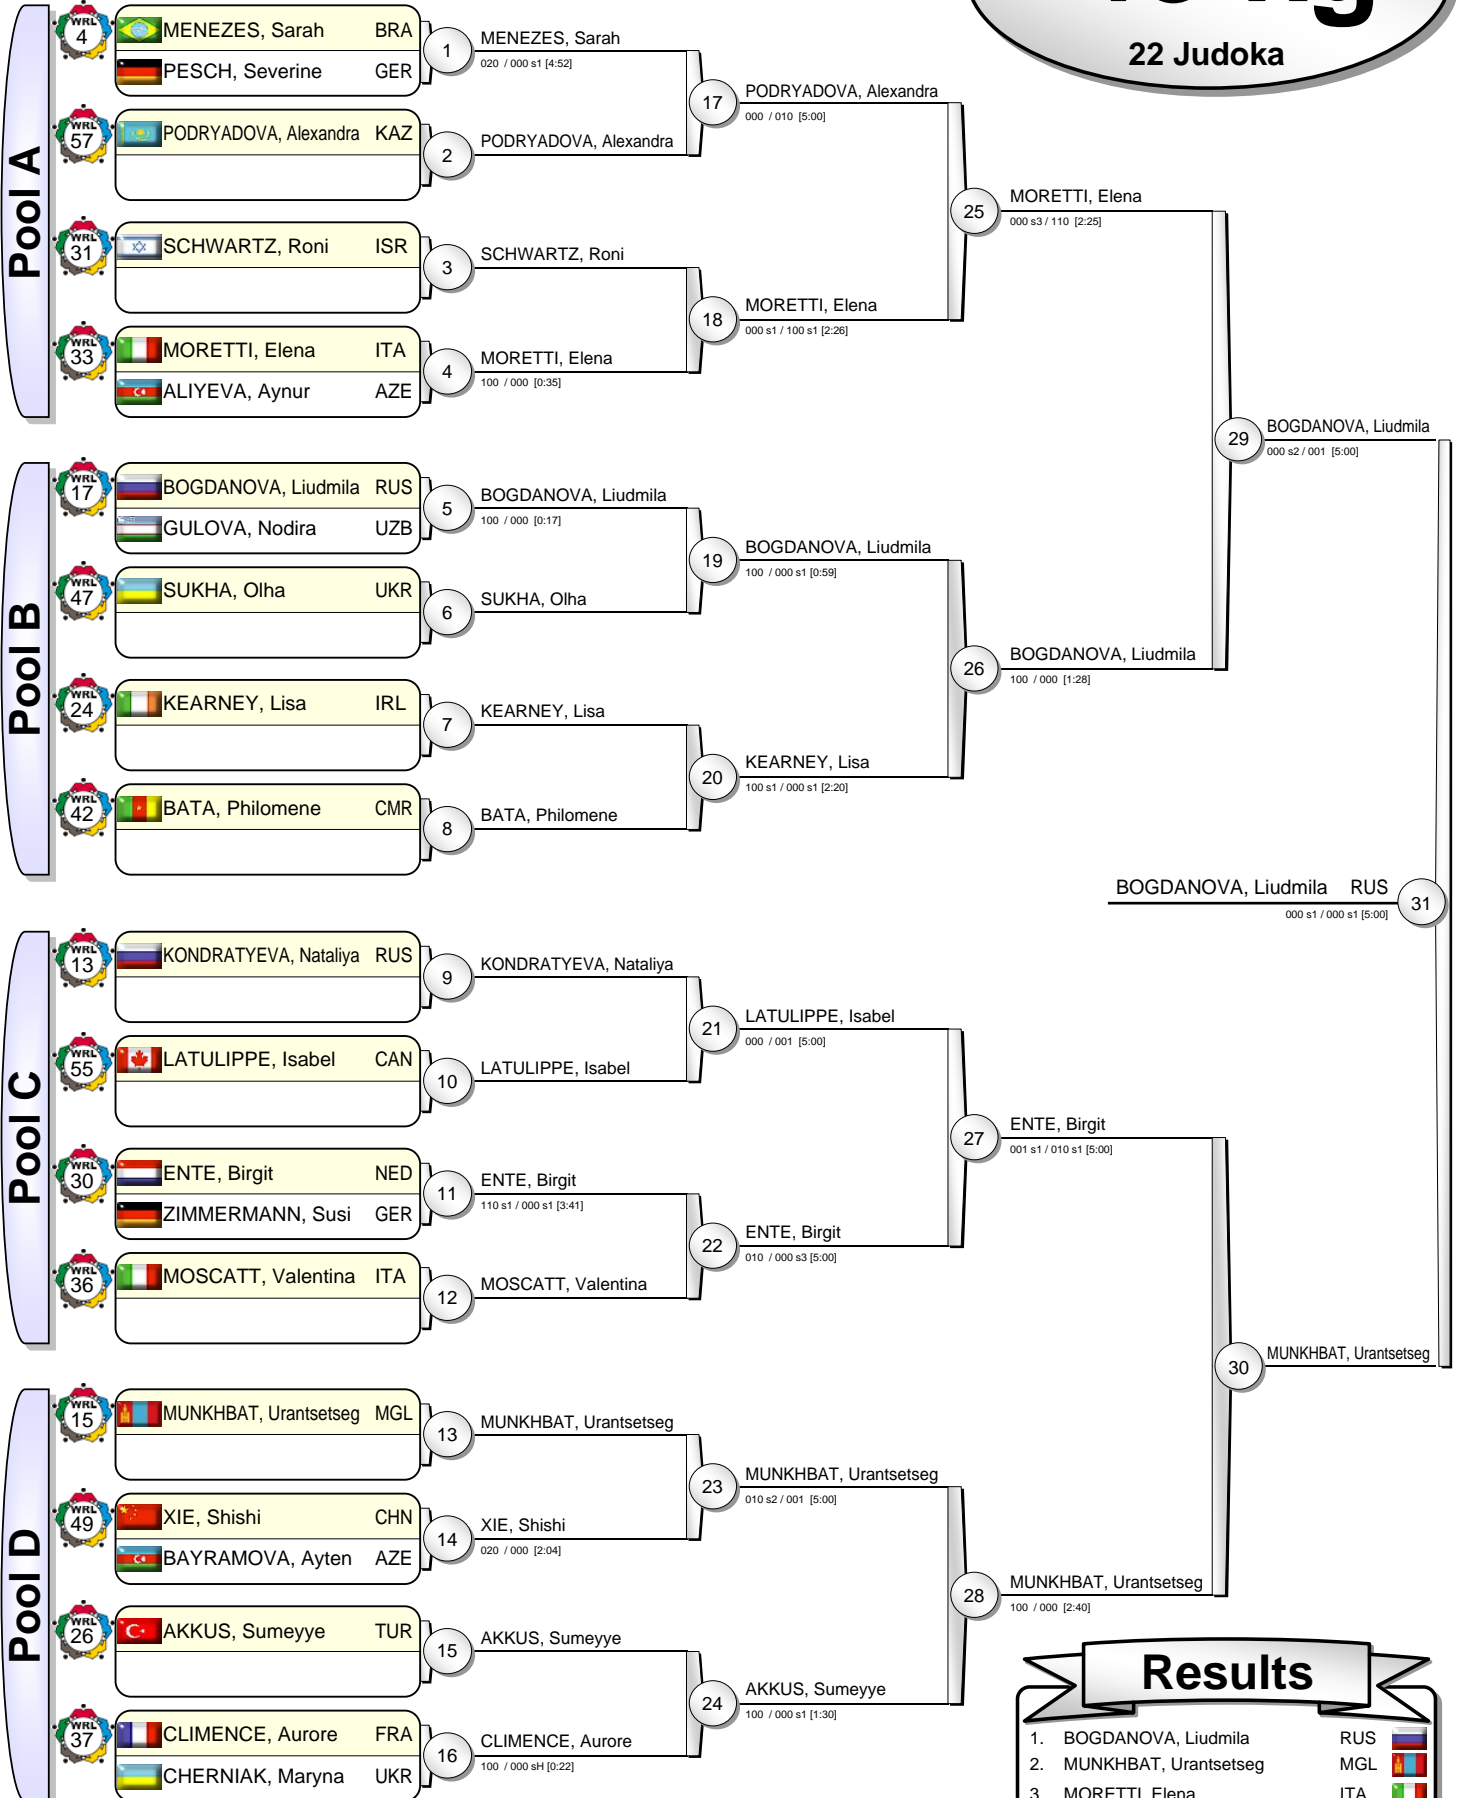 22 Judoka
Pool A
WRL 4
MENEZES, Sarah BRA
PESCH, Severine GER
WRL 57
PODRYADOVA, Alexandra KAZ
WRL 31
SCHWARTZ, Roni ISR
WRL 33
MORETTI, Elena ITA
ALIYEVA, Aynur AZE
1
MENEZES, Sarah
020 / 000 s1 [4:52]
2
PODRYADOVA, Alexandra
3
SCHWARTZ, Roni
4
MORETTI, Elena
100 / 000 [0:35]
17
PODRYADOVA, Alexandra
000 / 010 [5:00]
18
MORETTI, Elena
000 s1 / 100 s1 [2:26]
25
MORETTI, Elena
000 s3 / 110 [2:25]
Pool B
WRL 17
BOGDANOVA, Liudmila RUS
GULOVA, Nodira UZB
WRL 47
SUKHA, Olha UKR
WRL 24
KEARNEY, Lisa IRL
WRL 42
BATA, Philomene CMR
5
BOGDANOVA, Liudmila
100 / 000 [0:17]
6
SUKHA, Olha
7
KEARNEY, Lisa
8
BATA, Philomene
19
BOGDANOVA, Liudmila
100 / 000 s1 [0:59]
20
KEARNEY, Lisa
100 s1 / 000 s1 [2:20]
26
BOGDANOVA, Liudmila
100 / 000 [1:28]
29
BOGDANOVA, Liudmila
000 s2 / 001 [5:00]
BOGDANOVA, Liudmila RUS
000 s1 / 000 s1 [5:00]
31
Pool C
WRL 13
KONDRATYEVA, Nataliya RUS
WRL 55
LATULIPPE, Isabel CAN
WRL 30
ENTE, Birgit NED
ZIMMERMANN, Susi GER
WRL 36
MOSCATT, Valentina ITA
9
KONDRATYEVA, Nataliya
10
LATULIPPE, Isabel
11
ENTE, Birgit
110 s1 / 000 s1 [3:41]
12
MOSCATT, Valentina
21
LATULIPPE, Isabel
000 / 001 [5:00]
22
ENTE, Birgit
010 / 000 s3 [5:00]
27
ENTE, Birgit
001 s1 / 010 s1 [5:00]
30
MUNKHBAT, Urantsetseg
Pool D
WRL 15
MUNKHBAT, Urantsetseg MGL
WRL 49
XIE, Shishi CHN
BAYRAMOVA, Ayten AZE
WRL 26
AKKUS, Sumeyye TUR
WRL 37
CLIMENCE, Aurore FRA
CHERNIAK, Maryna UKR
13
MUNKHBAT, Urantsetseg
14
XIE, Shishi
020 / 000 [2:04]
15
AKKUS, Sumeyye
16
CLIMENCE, Aurore
100 / 000 sH [0:22]
23
MUNKHBAT, Urantsetseg
010 s2 / 001 [5:00]
24
AKKUS, Sumeyye
100 / 000 s1 [1:30]
28
MUNKHBAT, Urantsetseg
100 / 000 [2:40]
Results
1. BOGDANOVA, Liudmila RUS
2. MUNKHBAT, Urantsetseg MGL
3. MORETTI, Elena ITA